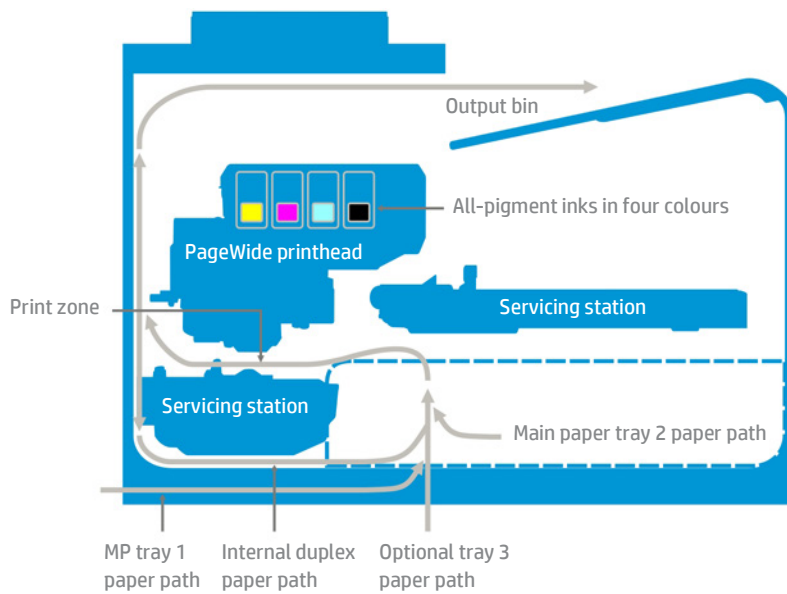 Output bin
All-pigment inks in four colours
PageWide printhead
Print zone
Servicing station
Servicing station
Main paper tray 2 paper path
MP tray 1
paper path
Internal duplex
paper path
Optional tray 3
paper path